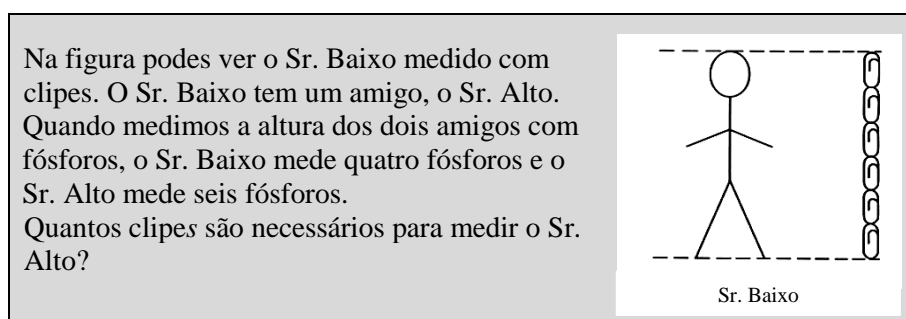 Na figura podes ver o Sr. Baixo medido com
clipes. O Sr. Baixo tem um amigo, o Sr. Alto.
Quando medimos a altura dos dois amigos com
fósforos, o Sr. Baixo mede quatro fósforos e o
Sr. Alto mede seis fósforos.
Quantos clipes são necessários para medir o Sr.
Alto?
Sr. Baixo